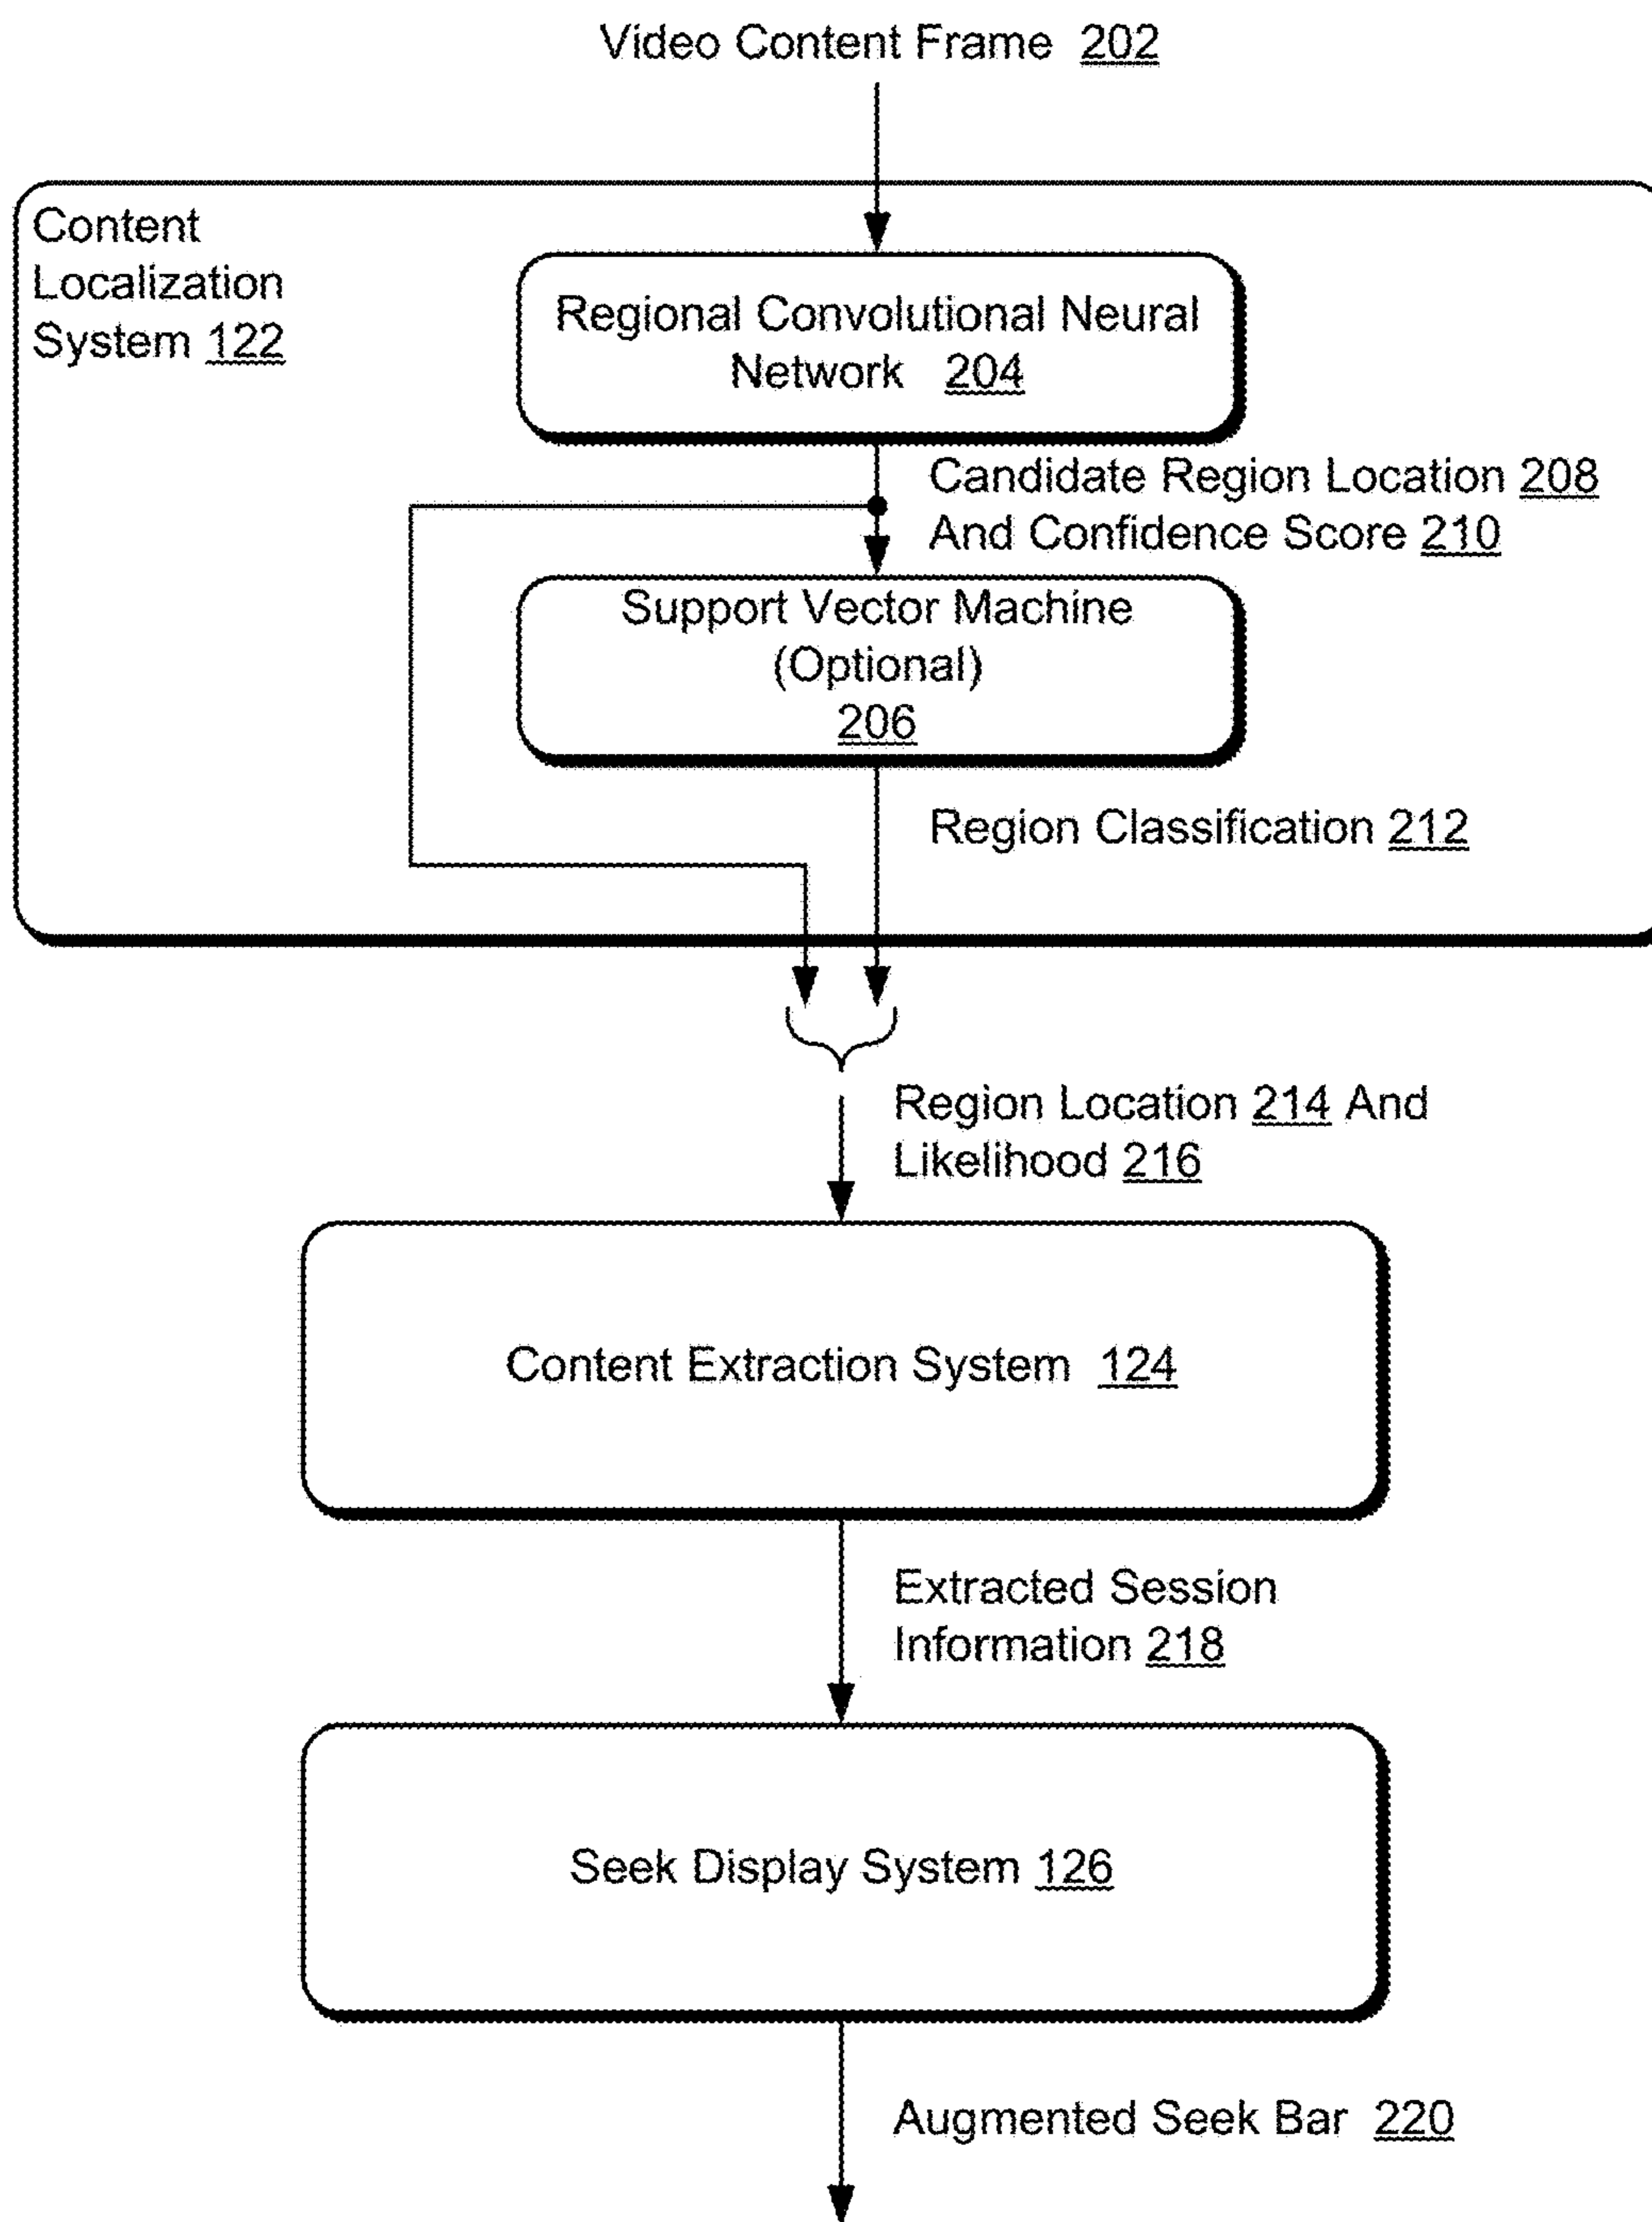 Video Content Frame 202
Content
Localization
System 122
Regional Convolutional Neural
Network 204
Candidate Region Location 208
And Confidence Score 210
Support Vector Machine
(Optional)
206
Region Classification 212
Region Location 214 And
Likelihood 216
Content Extraction System 124
Extracted Session
Information 218
Seek Display System 126
Augmented Seek Bar 220